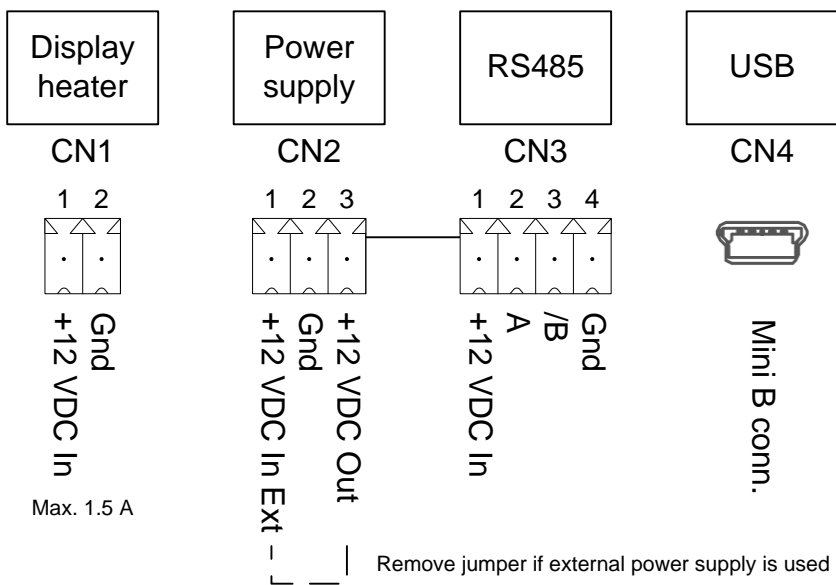 Display
heater
Power
supply
RS485
USB
CN1
CN2
CN3
CN4
1 2
1 2 3
1 2 3 4
+12 VDC In
Gnd
+12 VDC In Ext
Gnd
+12 VDC Out
+12 VDC In
A
/B
Gnd
Mini B conn.
Max. 1.5 A
Remove jumper if external power supply is used